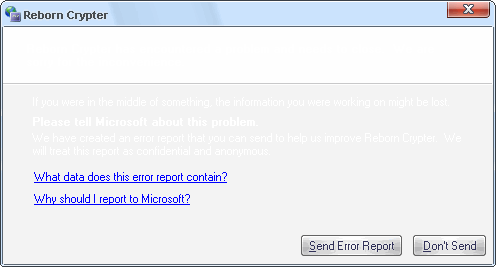 Reborn Crypter
If you were in the middle of something, the information you were working on might be lost.
Please tell Microsoft about this problem.
We have created an error report that you can send to help us improve Reborn Crypter. We
will treat this report as confidential and anonymous.
What data does this error report contain?
Why should I report to Microsoft?
Send Error Report
Don't Send